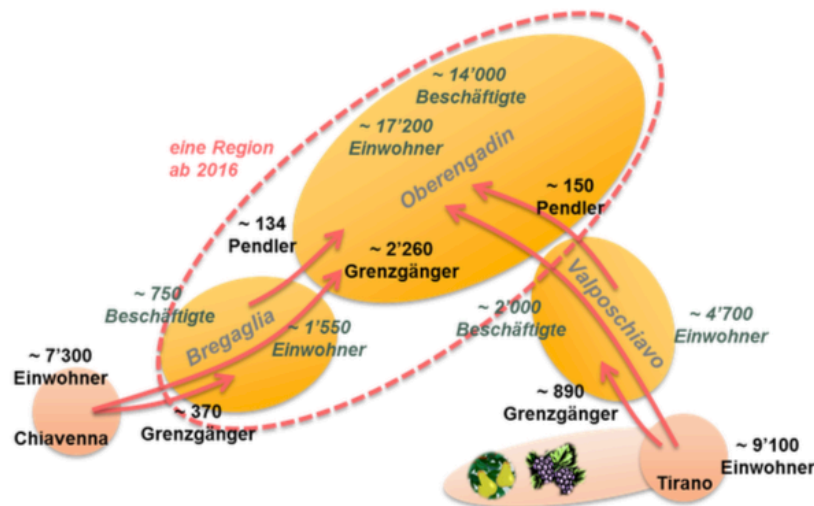 ~ 14'000
Beschäftigte
~ 17'200
Einwohner
eine Region
ab 2016
Oberengadin
~ 150
Pendler
~ 134
Pendler
~ 2'260
Grenzgänger
~ 750
Beschäftigte
Bregaglia
~ 1'550
Einwohner
~ 2'000
Beschäftigte
Valposchiavo
~ 4'700
Einwohner
~ 7'300
Einwohner
Chiavenna
~ 370
Grenzgänger
~ 890
Grenzgänger
~ 9'100
Einwohner
Tirano